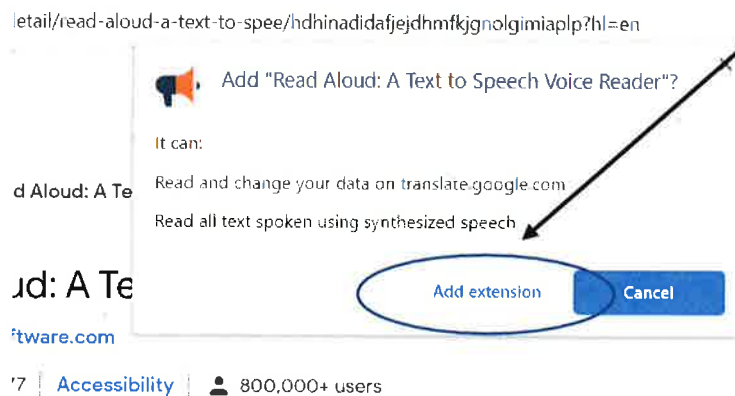 etail/read-aloud-a-text-to-spee/hdhinadidafjejdhmfkjgnolgimiaplp?hl=en
Add "Read Aloud: A Text to Speech Voice Reader"?
It can:
Read and change your data on translate.google.com
d Aloud: A Te
Read all text spoken using synthesized speech
ud: A Te
Add extension
Cancel
ftware.com
77 Accessibility
800,000+ users